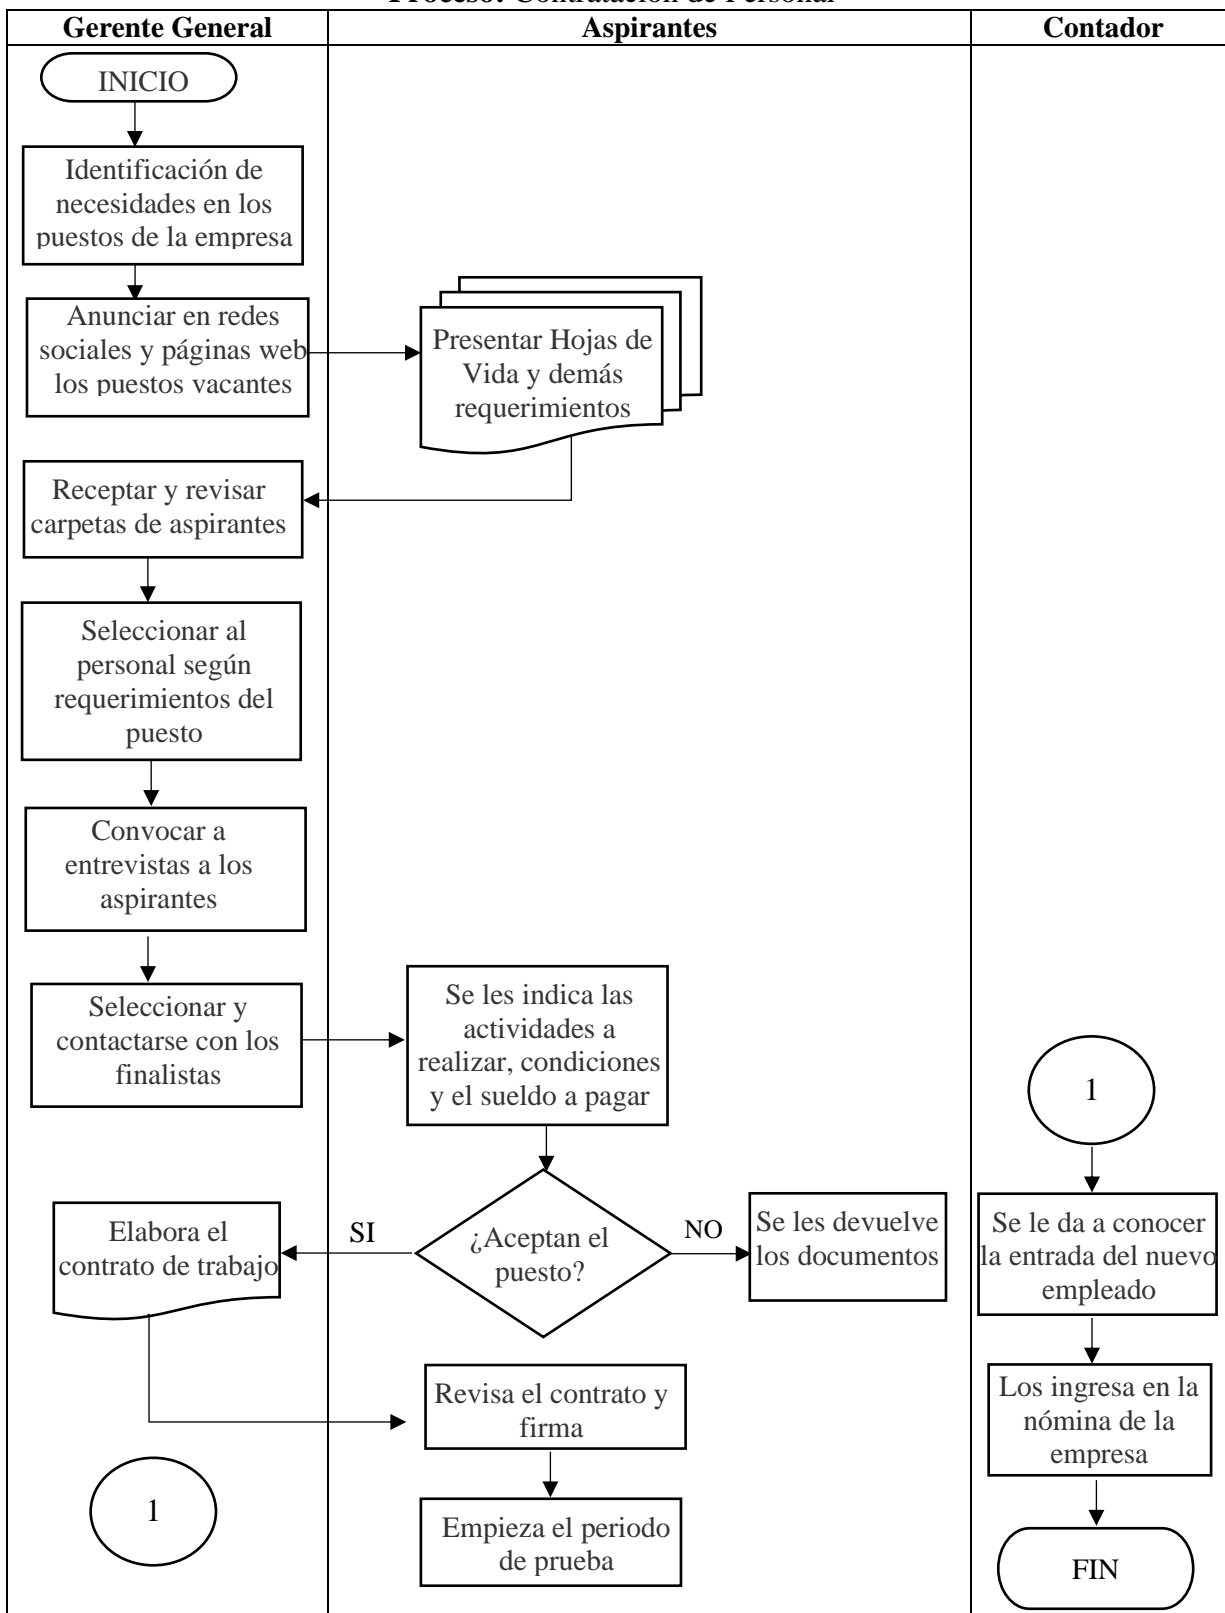 Proceso: Contratación de Personal
Gerente General
Aspirantes
Contador
INICIO
Identificación de
necesidades en los
puestos de la empresa
Anunciar en redes
sociales y páginas web
los puestos vacantes
Presentar Hojas de
Vida y demás
requerimientos
Receptar y revisar
carpetas de aspirantes
Seleccionar al
personal según
requerimientos del
puesto
Convocar a
entrevistas a los
aspirantes
Seleccionar y
contactarse con los
finalistas
Se les indica las
actividades a
realizar, condiciones
y el sueldo a pagar
¿Aceptan el
puesto?
SI
NO
Se les devuelve
los documentos
Elabora el
contrato de trabajo
Revisa el contrato y
firma
Empieza el periodo
de prueba
1
1
Se le da a conocer
la entrada del nuevo
empleado
Los ingresa en la
nómina de la
empresa
FIN